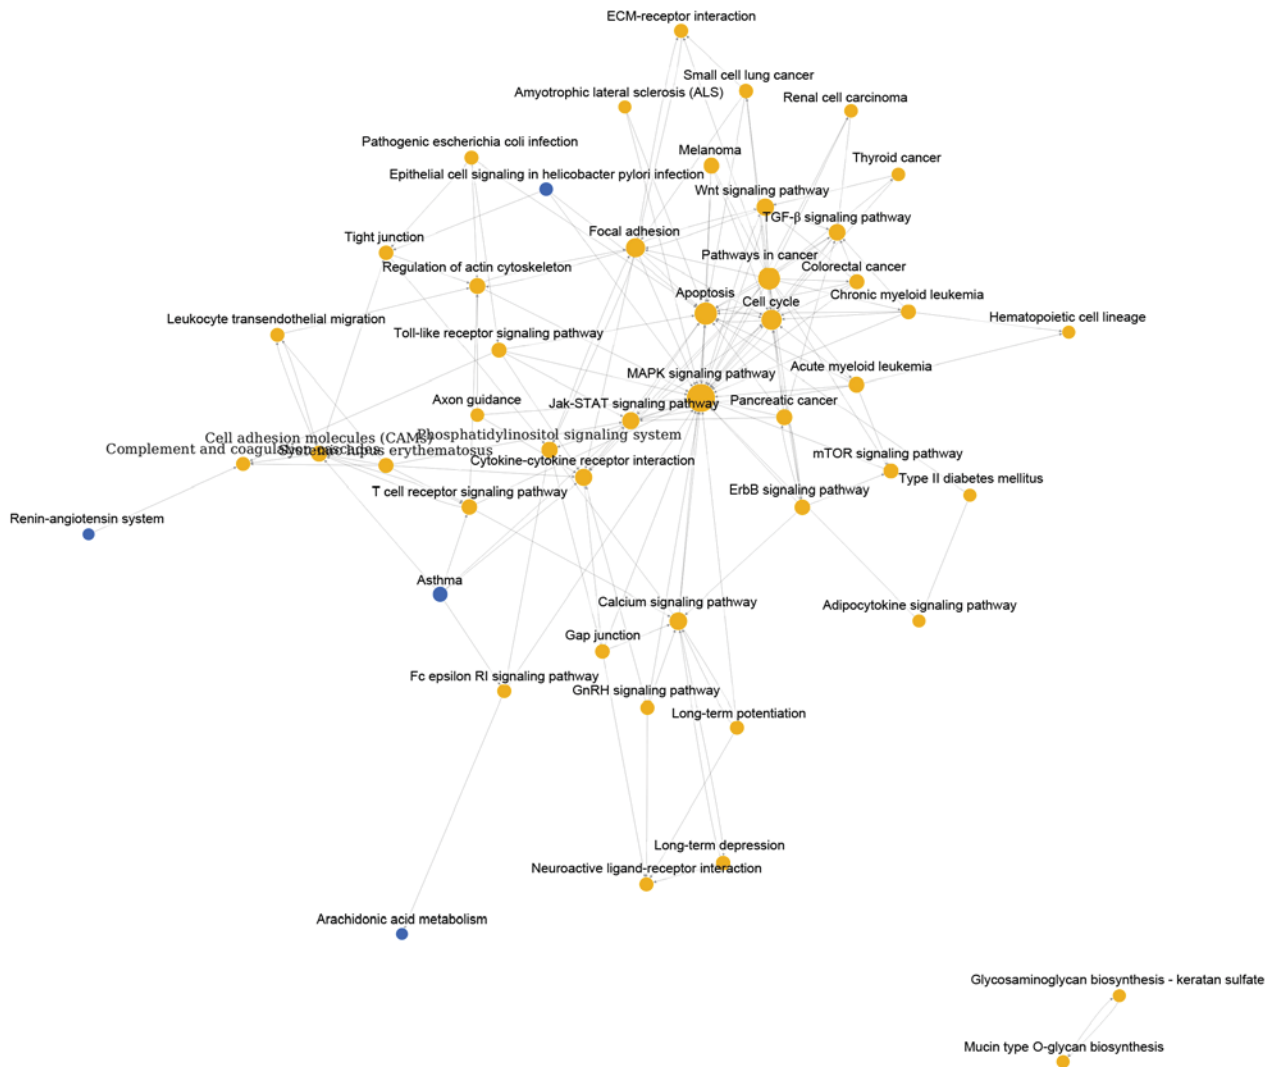 ECM-receptor interaction
Small cell lung cancer
Amyotrophic lateral sclerosis (ALS)
Renal cell carcinoma
Pathogenic escherichia coli infection
Melanoma
Thyroid cancer
Epithelial cell signaling in helicobacter pylori infection
Wnt signaling pathway
TGF-β signaling pathway
Focal adhesion
Tight junction
Pathways in cancer
Regulation of actin cytoskeleton
Colorectal cancer
Apoptosis
Cell cycle
Chronic myeloid leukemia
Leukocyte transendothelial migration
Hematopoietic cell lineage
Toll-like receptor signaling pathway
Acute myeloid leukemia
MAPK signaling pathway
Axon guidance
Jak-STAT signaling pathway
Pancreatic cancer
Phosphatidylinositol signaling system
Cell adhesion molecules (CAMs)
Complement and coagulation cascades
Systemic lupus erythematosus
mTOR signaling pathway
Cytokine-cytokine receptor interaction
Type II diabetes mellitus
ErbB signaling pathway
T cell receptor signaling pathway
Renin-angiotensin system
Asthma
Calcium signaling pathway
Adipocytokine signaling pathway
Gap junction
Fc epsilon RI signaling pathway
GnRH signaling pathway
Long-term potentiation
Long-term depression
Neuroactive ligand-receptor interaction
Arachidonic acid metabolism
Glycosaminoglycan biosynthesis - keratan sulfate
Mucin type O-glycan biosynthesis